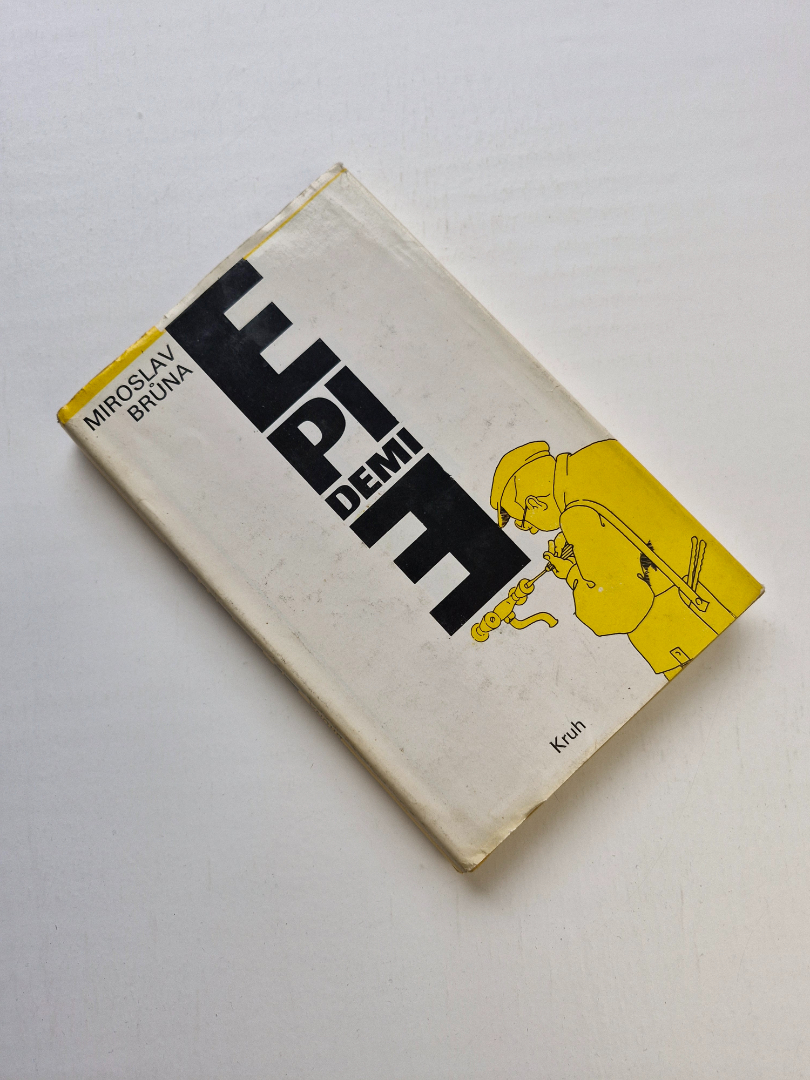 MIROSLAV
BRŮNA
E
PI
DEMI
E
Kruh